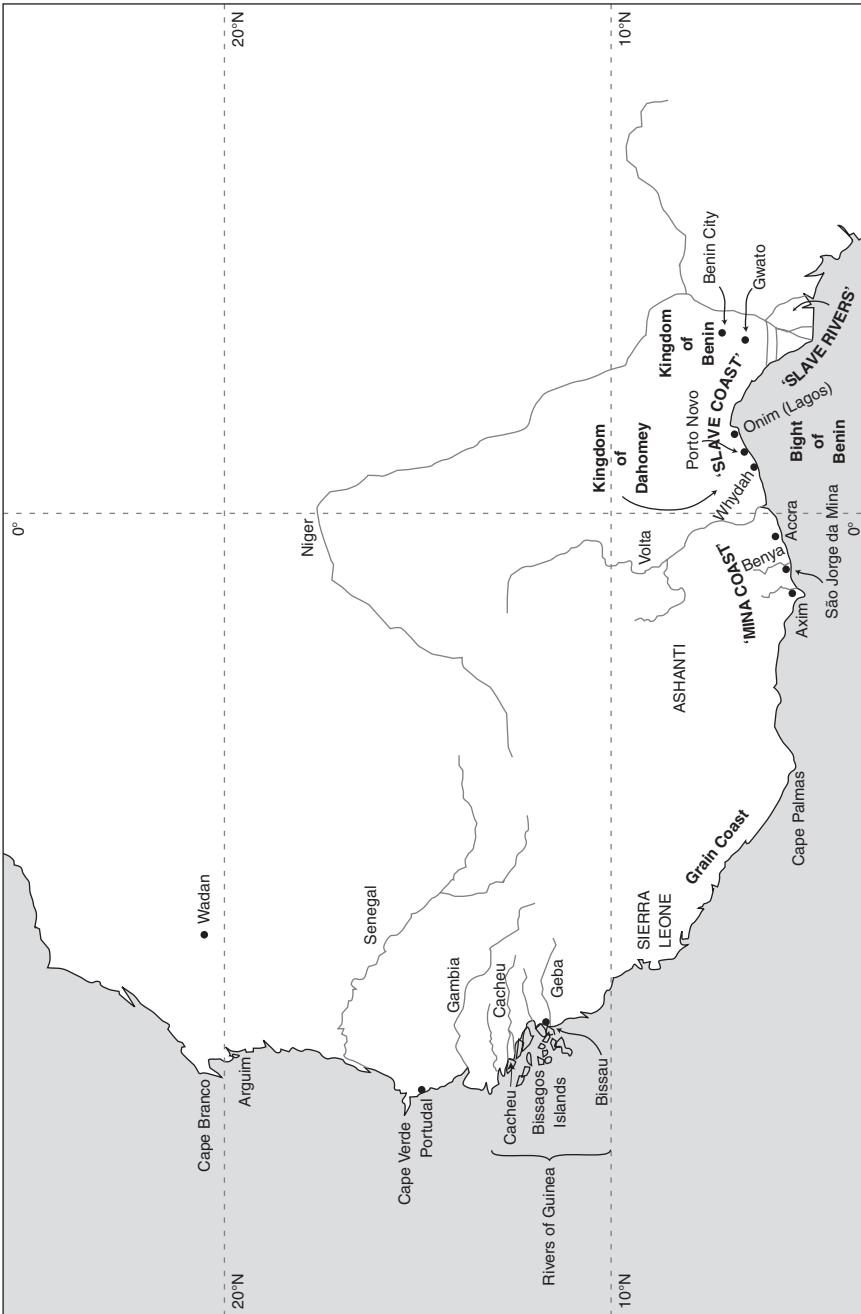 20°N
10°N
0°
0°
20°N
10°N
Cape Branco
Arguim
Wadan
Cape Verde
Portudal
Senegal
Gambia
Cacheu
Geba
Cacheu
Bissagos
Islands
Bissau
Rivers of Guinea
SIERRA
LEONE
Grain Coast
Cape Palmas
Niger
ASHANTI
Volta
'MINA COAST'
Benya
Axim
São Jorge da Mina
Accra
Kingdom
of
Dahomey
Whydah
Porto Novo
'SLAVE COAST'
Onim (Lagos)
Bight
of
Benin
Kingdom
of
Benin
Benin City
Gwato
'SLAVE RIVERS'